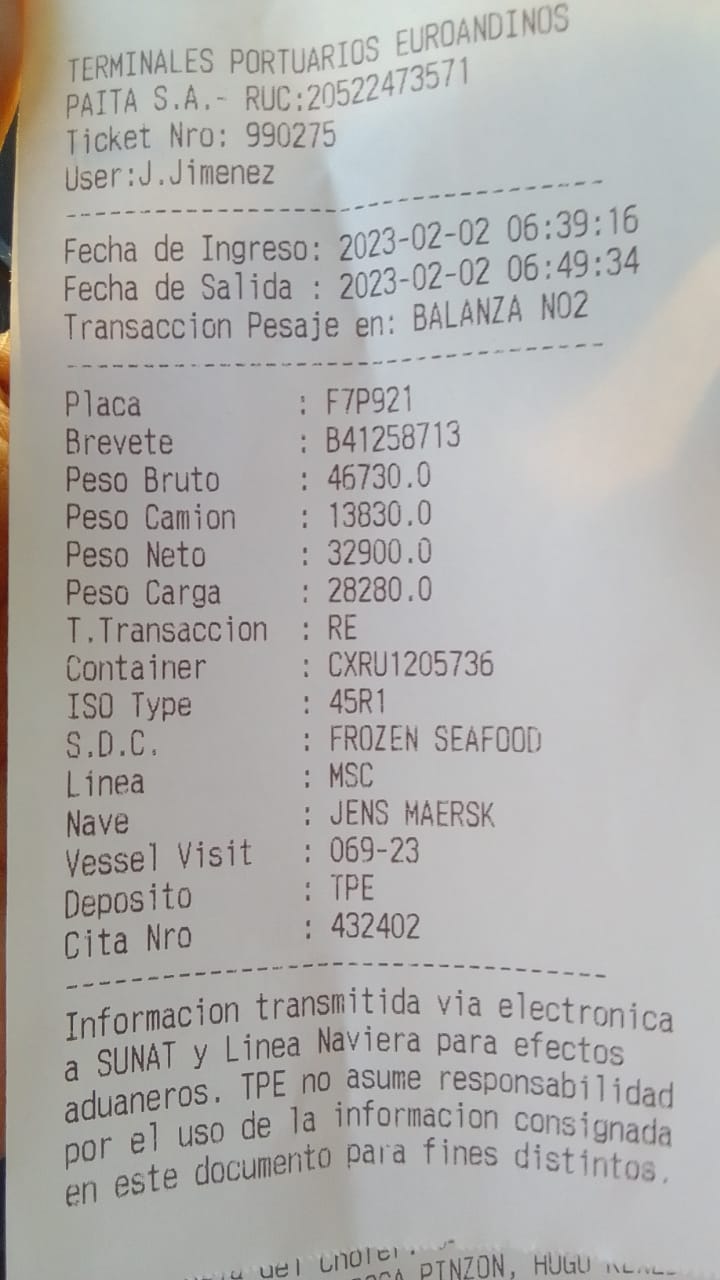 TERMINALES PORTUARIOS EUROANDINOS
PAITA S.A.- RUC:20522473571
Ticket Nro: 990275
User:J.Jimenez
--------------------------------------
Fecha de Ingreso: 2023-02-02 06:39:16
Fecha de Salida : 2023-02-02 06:49:34
Transaccion Pesaje en: BALANZA NO2
--------------------------------------
Placa : F7P921
Brevete : B41258713
Peso Bruto : 46730.0
Peso Camion : 13830.0
Peso Neto : 32900.0
Peso Carga : 28280.0
T.Transaccion : RE
Container : CXRU1205736
ISO Type : 45R1
S.D.C. : FROZEN SEAFOOD
Linea : MSC
Nave : JENS MAERSK
Vessel Visit : 069-23
Deposito : TPE
Cita Nro : 432402
--------------------------------------
Informacion transmitida via electronica
a SUNAT y Linea Naviera para efectos
aduaneros. TPE no asume responsabilidad
por el uso de la informacion consignada
en este documento para fines distintos.
del Chofer
PINZON, HUGO